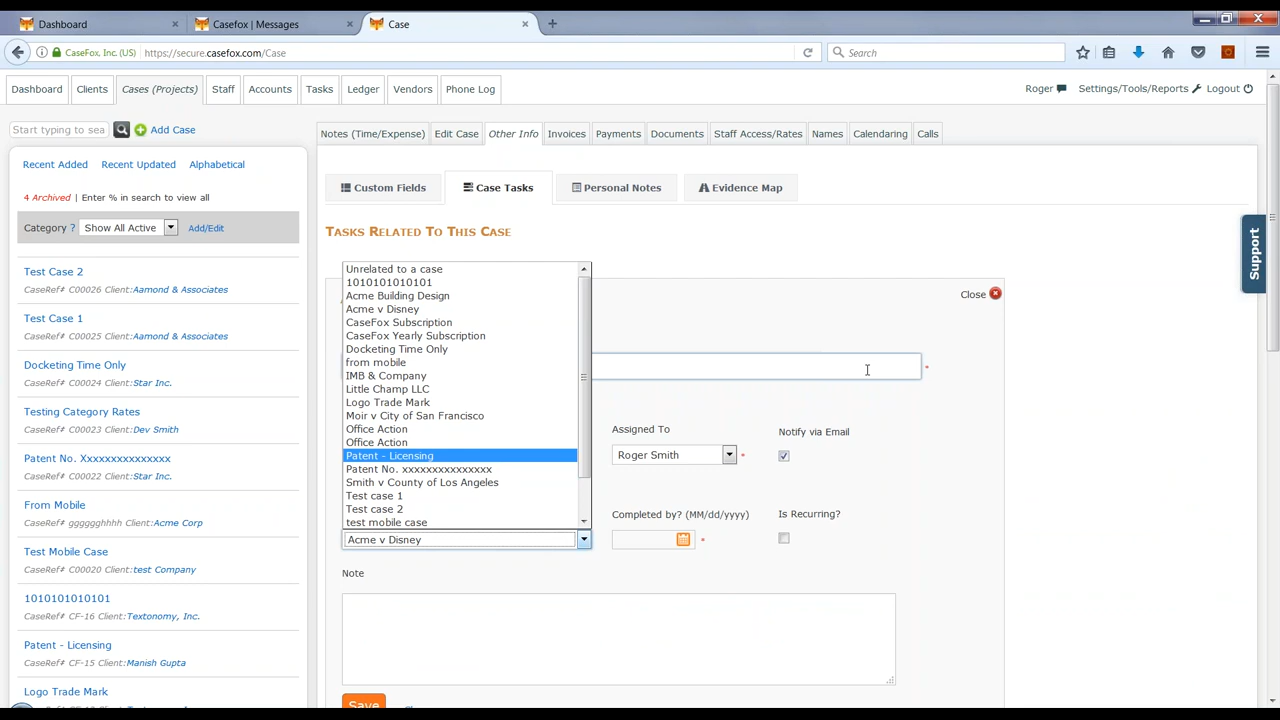 Dashboard
Casefox | Messages
Case
CaseFox, Inc. (US)
https://secure.casefox.com/Case
Search
Dashboard
Clients
Cases (Projects)
Staff
Accounts
Tasks
Ledger
Vendors
Phone Log
Roger
Settings/Tools/Reports
Logout
Start typing to sea
Add Case
Recent Added
Recent Updated
Alphabetical
4 Archived | Enter % in search to view all
Category ? Show All Active
Add/Edit
Test Case 2
CaseRef# C00026 Client:Aamond & Associates
Test Case 1
CaseRef# C00025 Client:Aamond & Associates
Docketing Time Only
CaseRef# C00024 Client:Star Inc.
Testing Category Rates
CaseRef# C00023 Client:Dev Smith
Patent No. Xxxxxxxxxxxxxx
CaseRef# C00022 Client:Star Inc.
From Mobile
CaseRef# gggggghhhh Client:Acme Corp
Test Mobile Case
CaseRef# C00020 Client:test Company
1010101010101
CaseRef# CF-16 Client:Textonomy, Inc.
Patent - Licensing
CaseRef# CF-15 Client:Manish Gupta
Logo Trade Mark
Notes (Time/Expense)
Edit Case
Other Info
Invoices
Payments
Documents
Staff Access/Rates
Names
Calendaring
Calls
Custom Fields
Case Tasks
Personal Notes
Evidence Map
Tasks Related To This Case
Close
Unrelated to a case
1010101010101
Acme Building Design
Acme v Disney
CaseFox Subscription
CaseFox Yearly Subscription
Docketing Time Only
from mobile
IMB & Company
Little Champ LLC
Logo Trade Mark
Moir v City of San Francisco
Office Action
Office Action
Patent - Licensing
Patent No. xxxxxxxxxxxxxxx
Smith v County of Los Angeles
Test case 1
Test case 2
test mobile case
Acme v Disney
*
Assigned To
Roger Smith
*
Notify via Email
Completed by? (MM/dd/yyyy)
*
Is Recurring?
Note
Save
Support